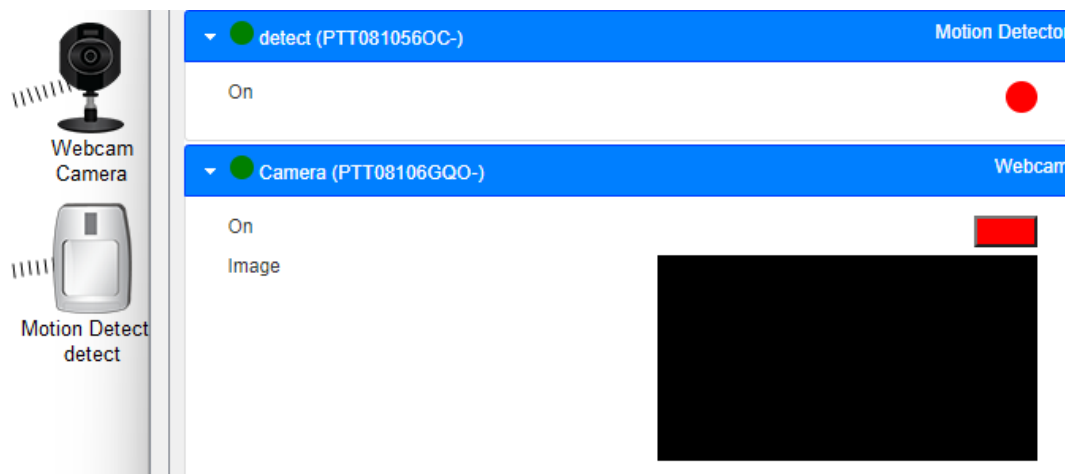 Webcam
Camera
Motion Detect
detect
detect (PTT081056OC-)
Motion Detector
On
Camera (PTT08106GQO-)
Webcam
On
Image